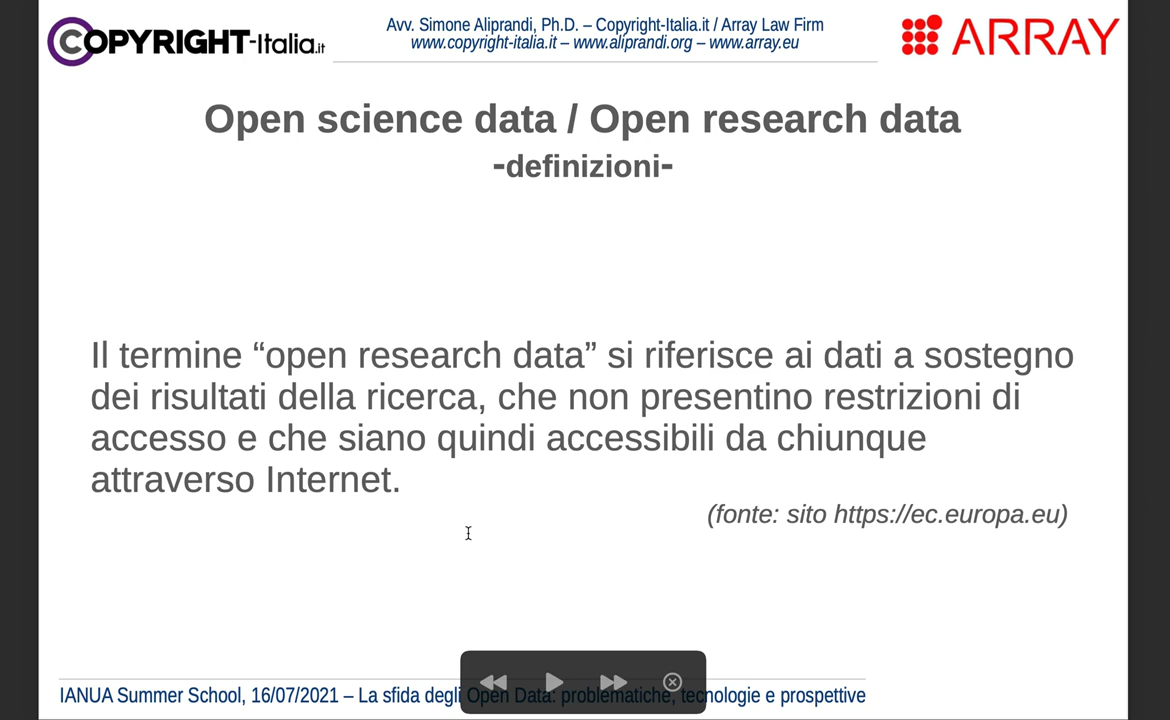 COPYRIGHT-Italia.it
Avv. Simone Aliprandi, Ph.D. – Copyright-Italia.it / Array Law Firm
www.copyright-italia.it – www.aliprandi.org – www.array.eu
ARRAY
Open science data / Open research data
-definizioni-
Il termine “open research data” si riferisce ai dati a sostegno
dei risultati della ricerca, che non presentino restrizioni di
accesso e che siano quindi accessibili da chiunque
attraverso Internet.
(fonte: sito https://ec.europa.eu)
IANUA Summer School, 16/07/2021 – La sfida degli Open Data: problematiche, tecnologie e prospettive